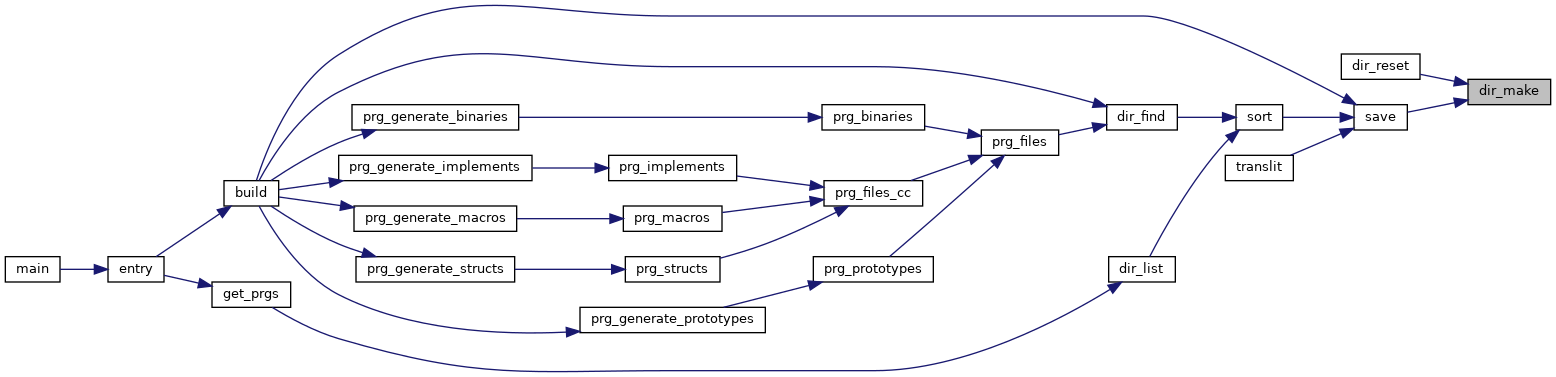 main
entry
build
get_prgs
prg_generate_binaries
prg_generate_implements
prg_generate_macros
prg_generate_structs
prg_generate_prototypes
prg_implements
prg_macros
prg_structs
prg_binaries
prg_files_cc
prg_prototypes
prg_files
dir_find
dir_list
sort
translit
dir_reset
save
dir_make